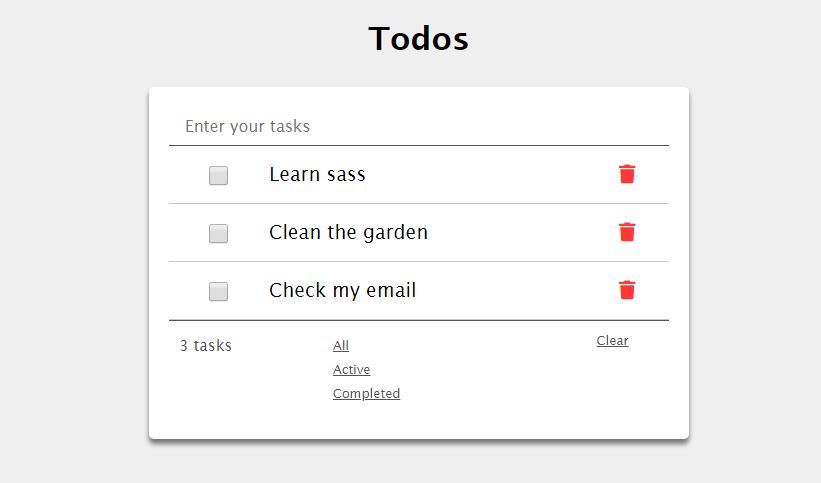 Todos
Enter your tasks
Learn sass
Clean the garden
Check my email
3 tasks
All
Active
Completed
Clear